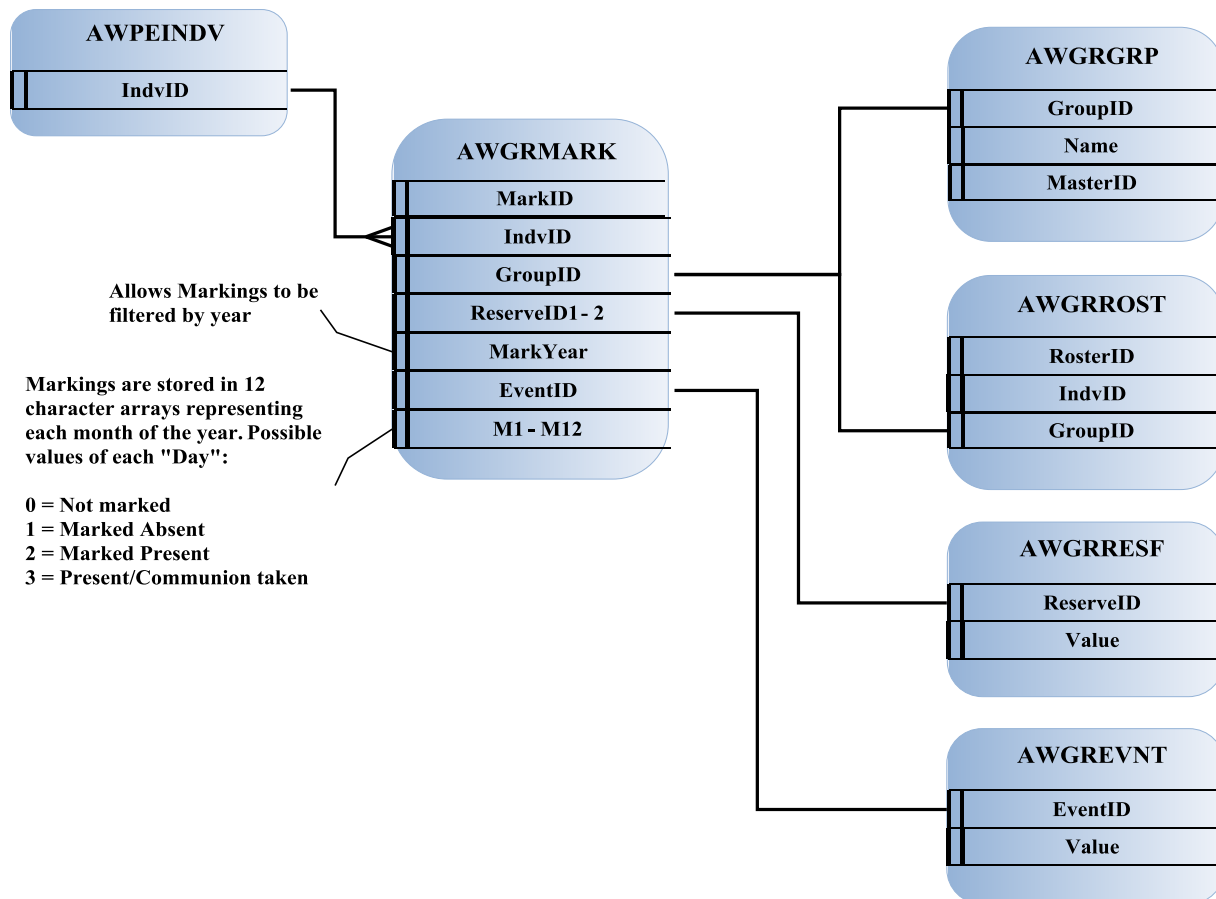 AWPEINDV
IndvID
AWGRMARK
MarkID
IndvID
GroupID
ReserveID1 - 2
MarkYear
EventID
M1 - M12
Allows Markings to be
filtered by year
Markings are stored in 12
character arrays representing
each month of the year. Possible
values of each "Day":
0 = Not marked
1 = Marked Absent
2 = Marked Present
3 = Present/Communion taken
AWGRGRP
GroupID
Name
MasterID
AWGRROST
RosterID
IndvID
GroupID
AWGRRESF
ReserveID
Value
AWGREVNT
EventID
Value